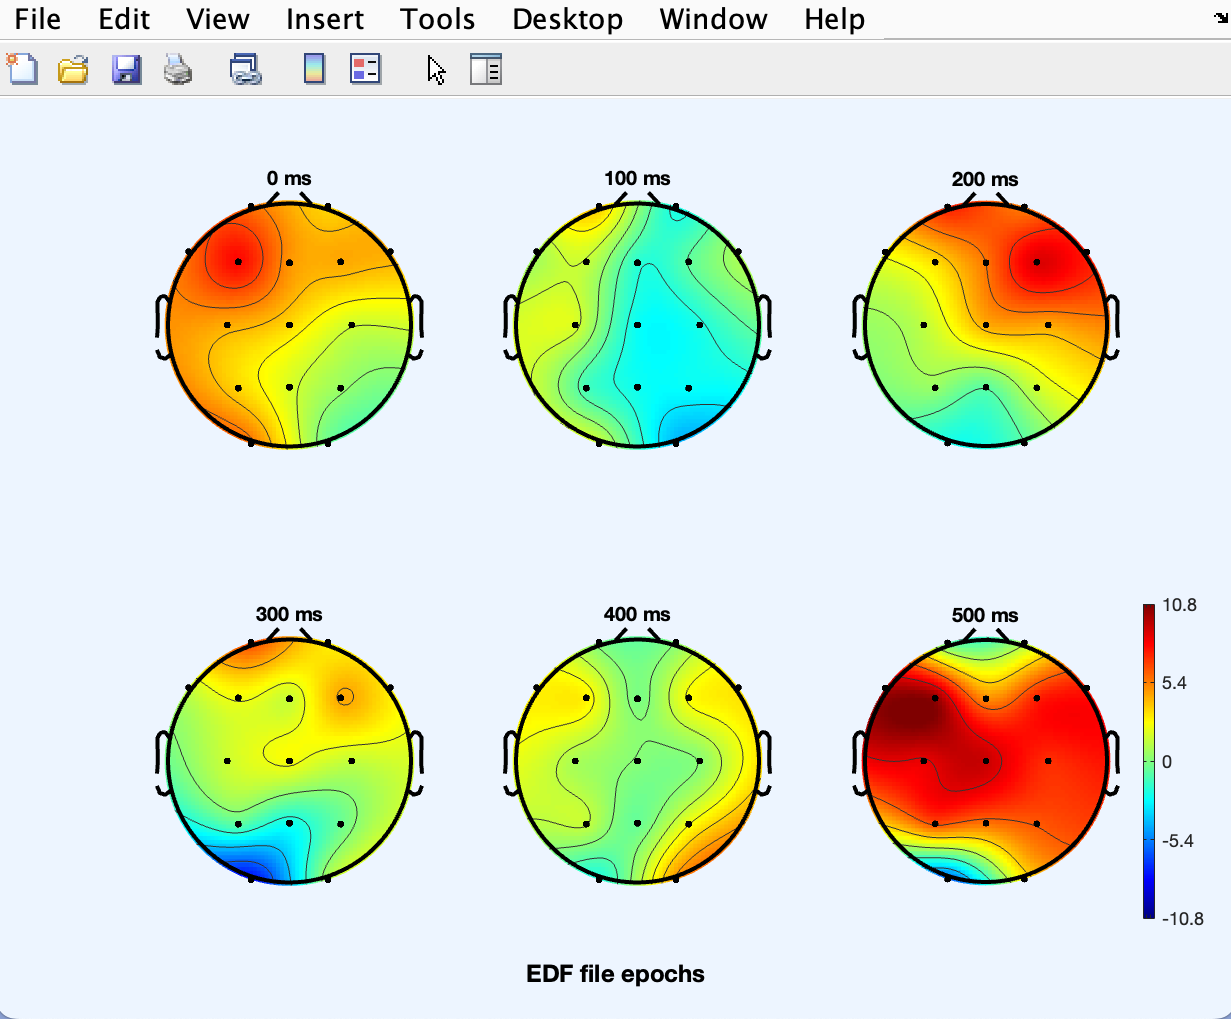 File Edit View Insert Tools Desktop Window Help
0 ms 100 ms 200 ms
300 ms 400 ms 500 ms
10.8
5.4
0
-5.4
-10.8
EDF file epochs